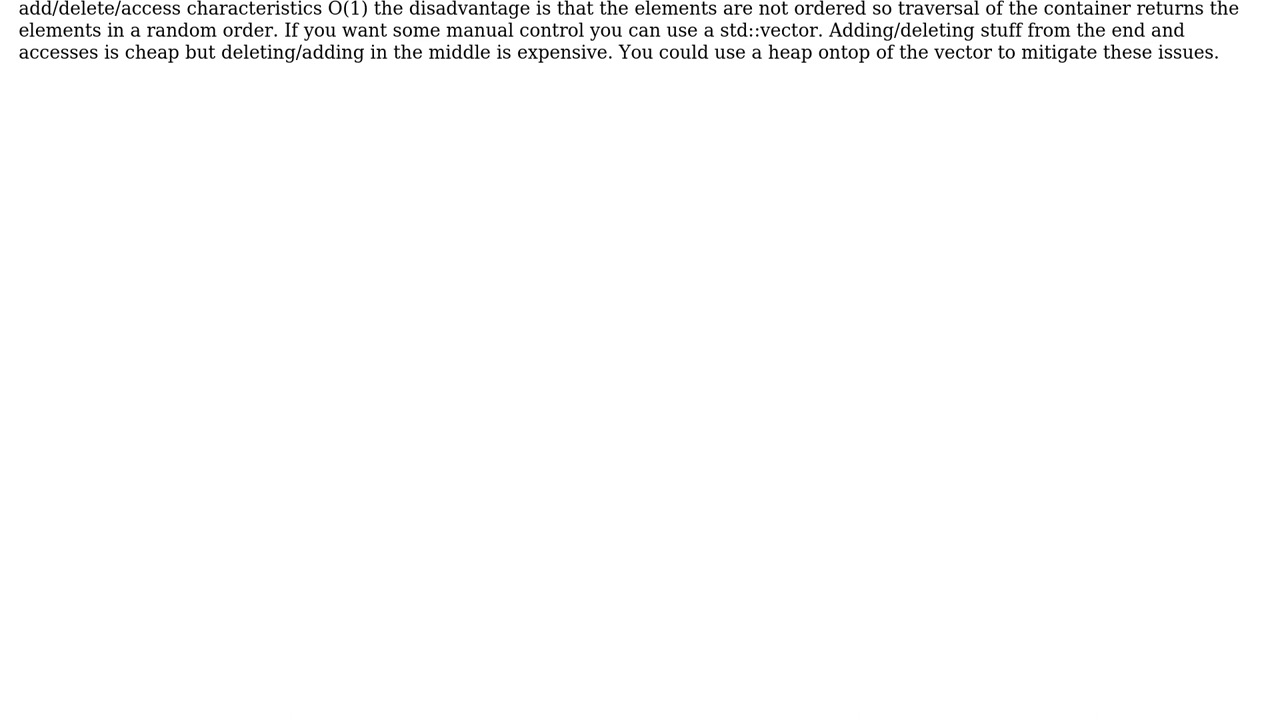 add/delete/access characteristics O(1) the disadvantage is that the elements are not ordered so traversal of the container returns the
elements in a random order. If you want some manual control you can use a std::vector. Adding/deleting stuff from the end and
accesses is cheap but deleting/adding in the middle is expensive. You could use a heap ontop of the vector to mitigate these issues.